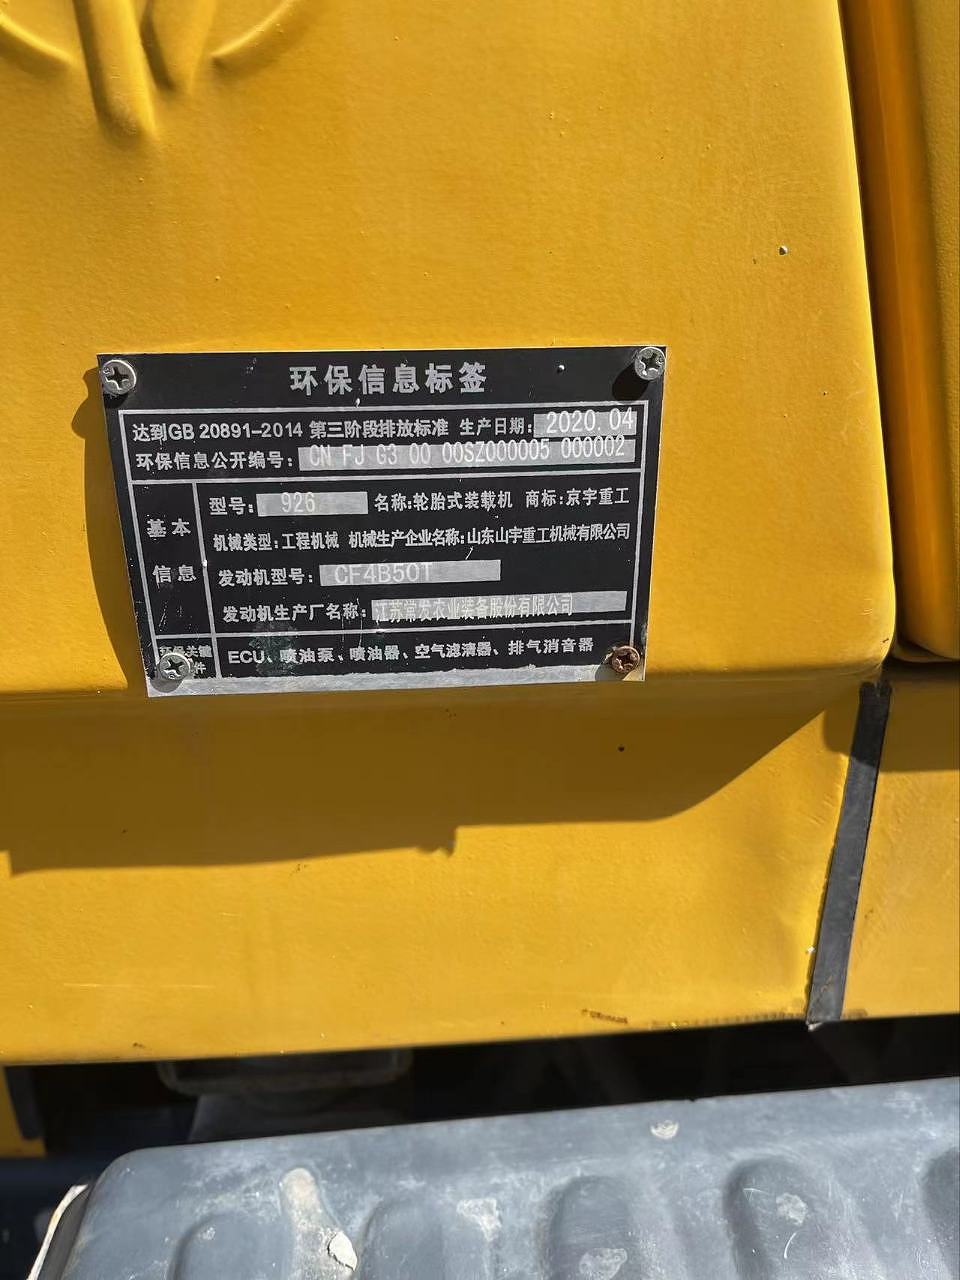 环保信息标签
达到GB 20891-2014 第三阶段排放标准 生产日期: 2020.04
环保信息公开编号: CN FJ G3 00 00SZ000005 000002
基本
信息
型号: 926 名称:轮胎式装载机 商标:京宇重工
机械类型:工程机械 机械生产企业名称:山东山宇重工机械有限公司
发动机型号: CF4B50T
发动机生产厂名称: 江苏常发农业装备股份有限公司
环保关键
件
ECU、喷油泵、喷油器、空气滤清器、排气消音器